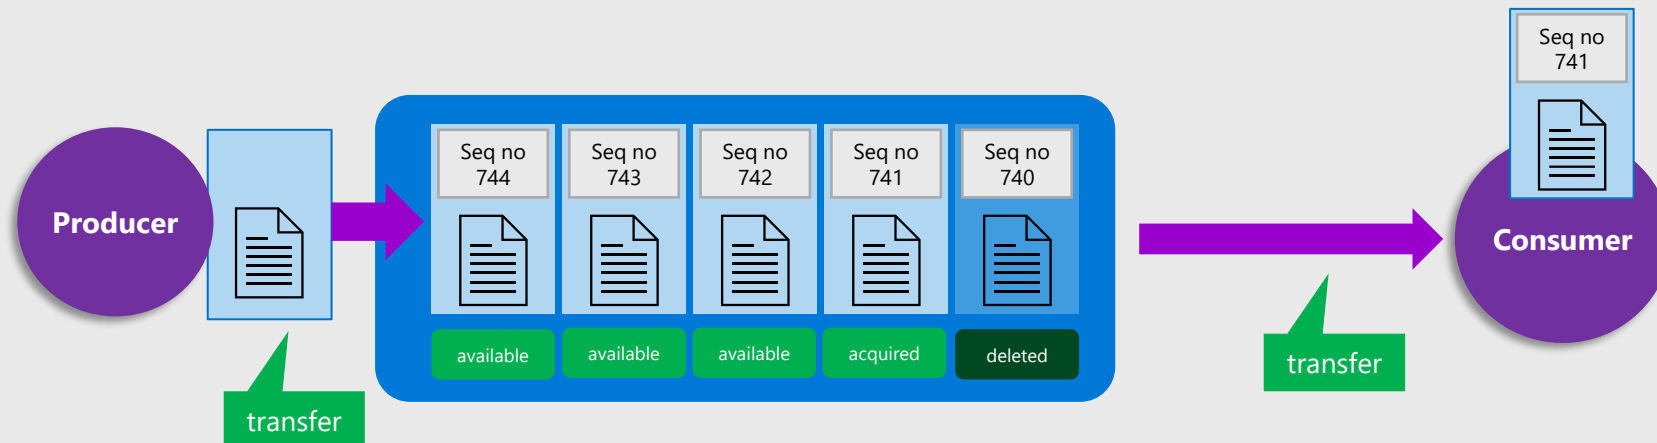 Producer
transfer
Seq no
744
available
Seq no
743
available
Seq no
742
available
Seq no
741
acquired
Seq no
740
deleted
transfer
Seq no
741
Consumer